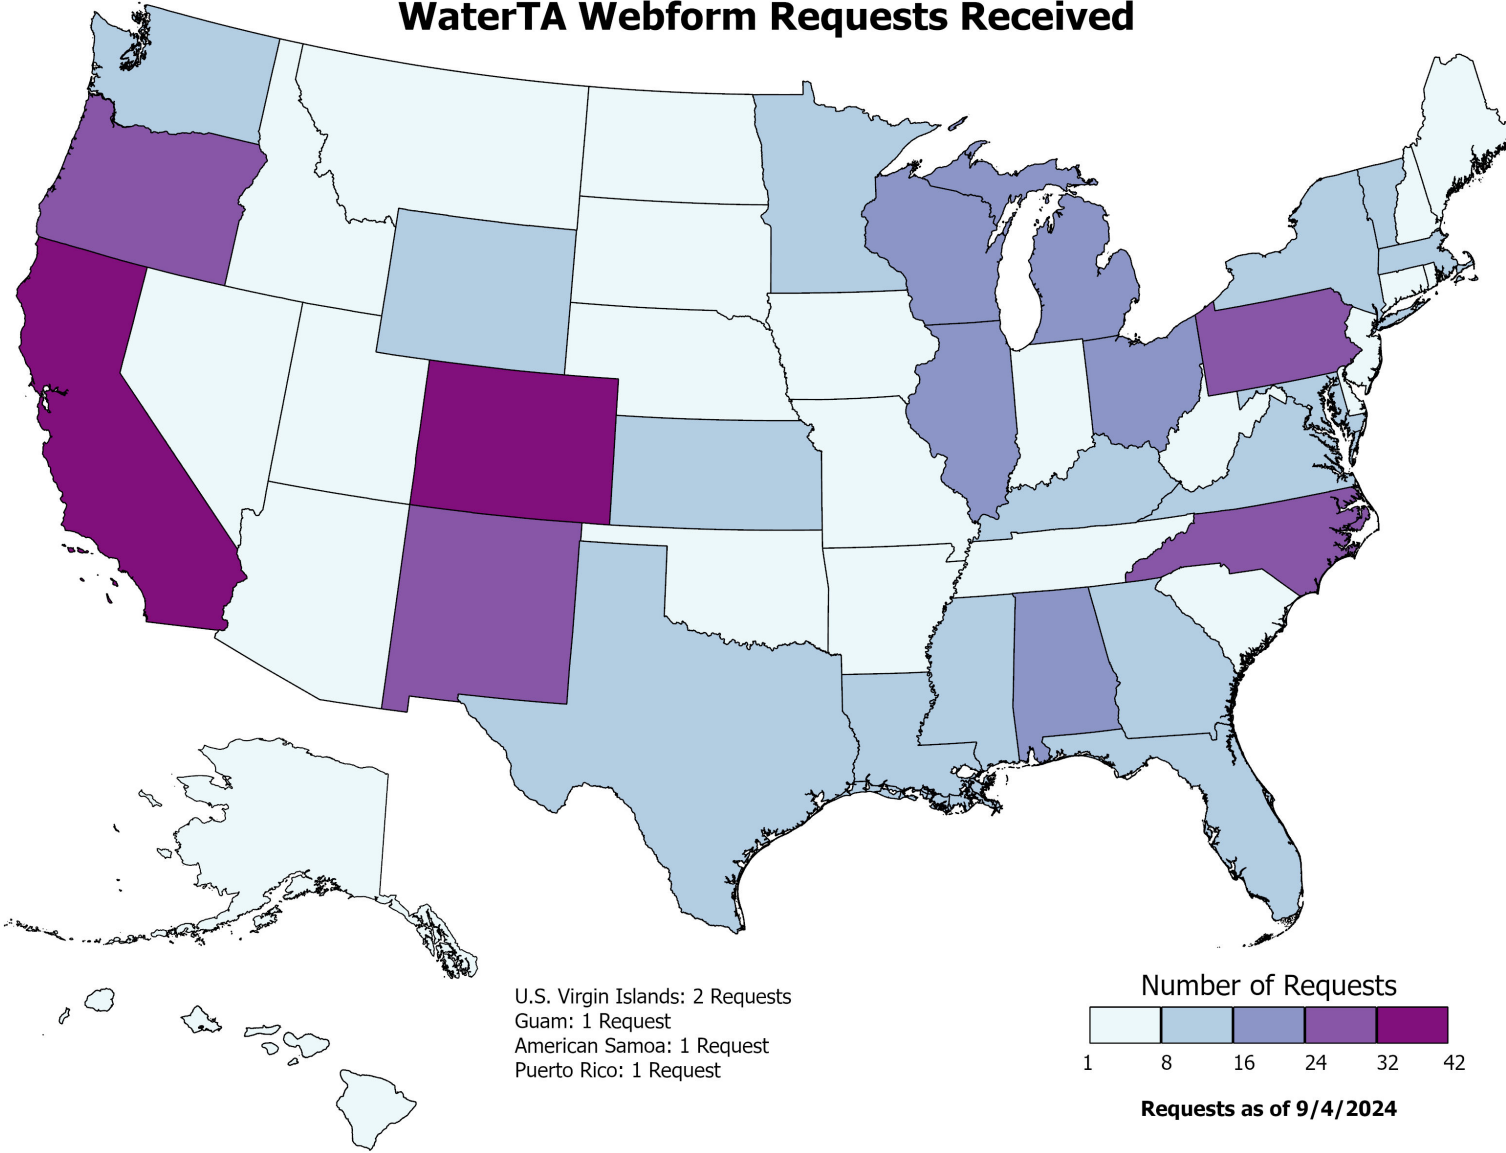 WaterTA Webform Requests Received
U.S. Virgin Islands: 2 Requests
Guam: 1 Request
American Samoa: 1 Request
Puerto Rico: 1 Request
Number of Requests
1 8 16 24 32 42
Requests as of 9/4/2024